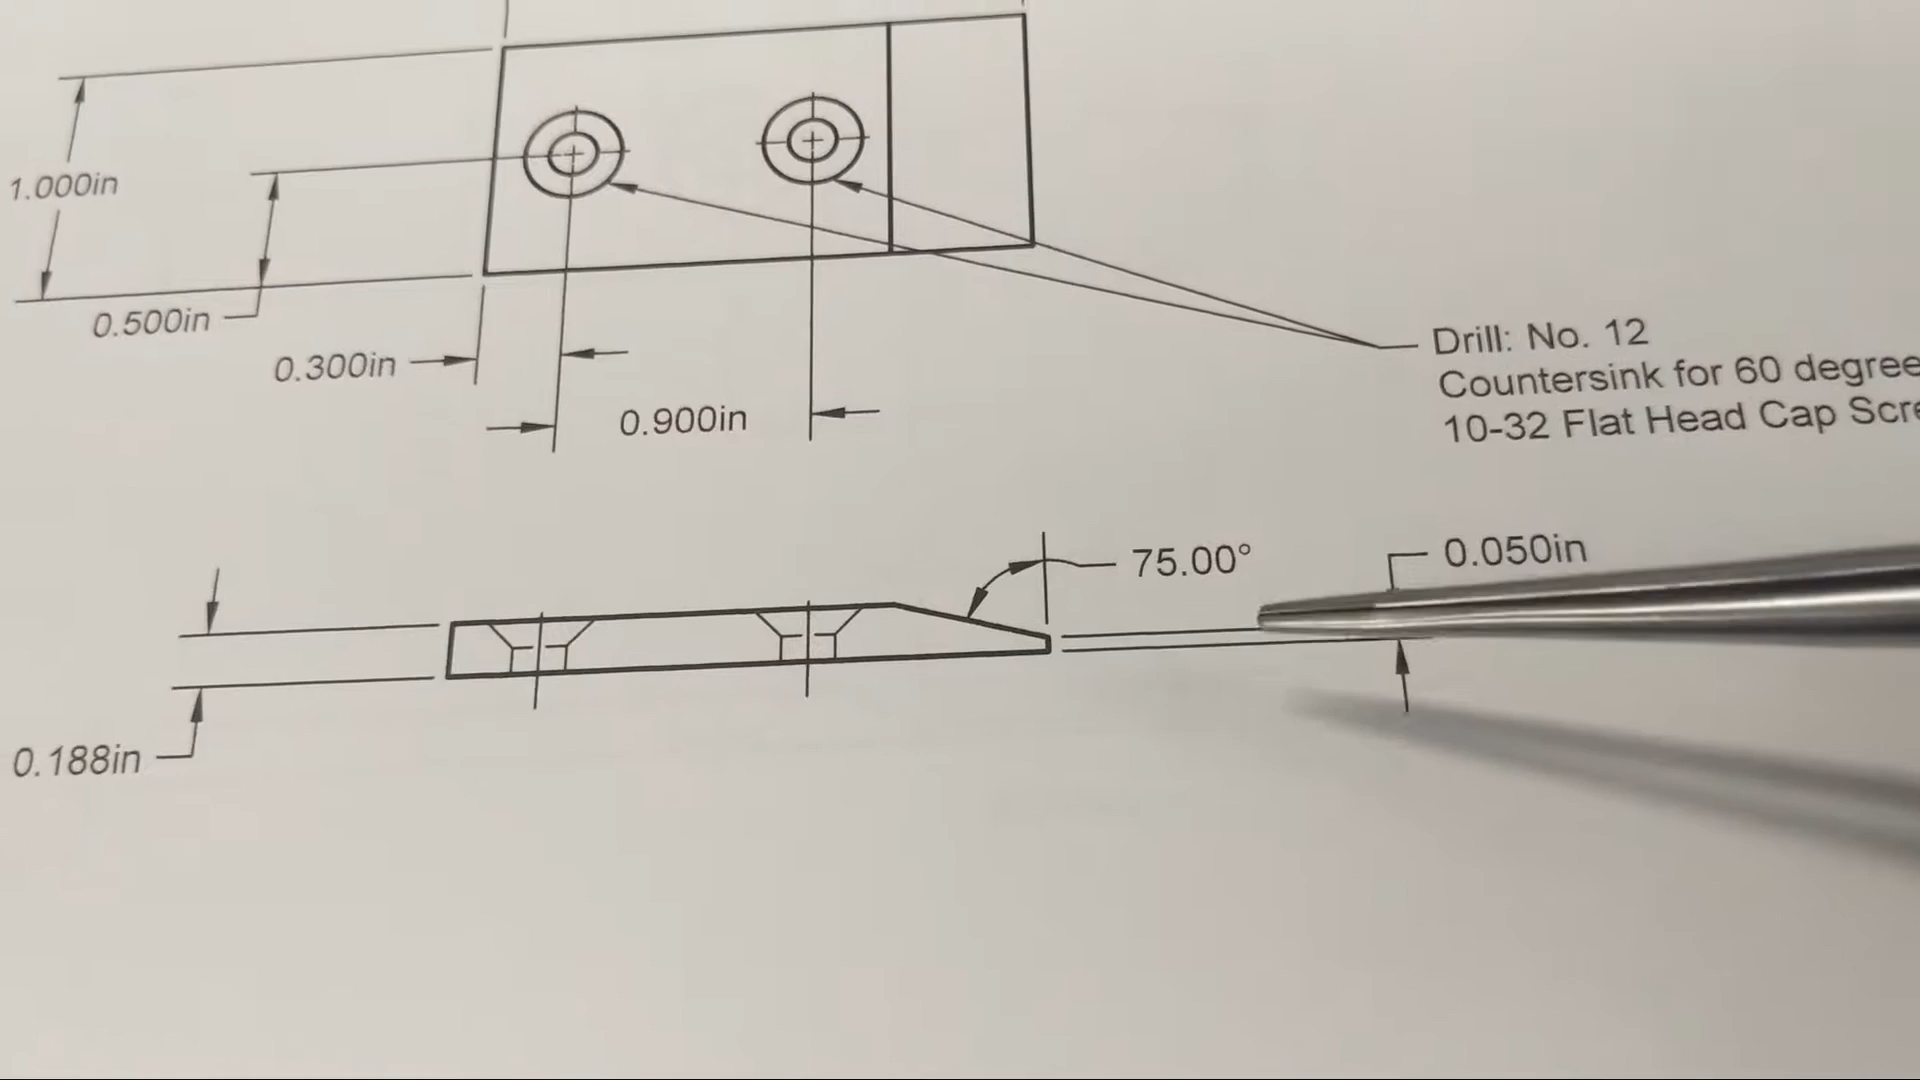 1.000in
0.500in
0.300in
0.900in
Drill: No. 12
Countersink for 60 degree
10-32 Flat Head Cap
75.00°
0.050in
0.188in